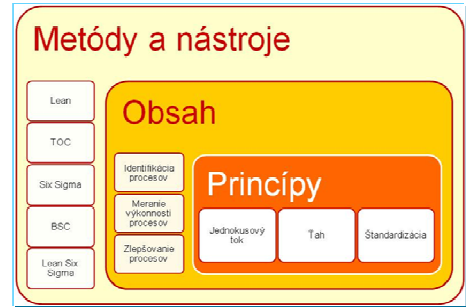 Metódy a nástroje
Lean
TOC
Six Sigma
BSC
Lean Six
Sigma
Obsah
Identifikácia
procesov
Meranie
výkonnosti
procesov
Zlepšovanie
procesov
Princípy
Jednokusový
tok
Ťah
Štandardizácia